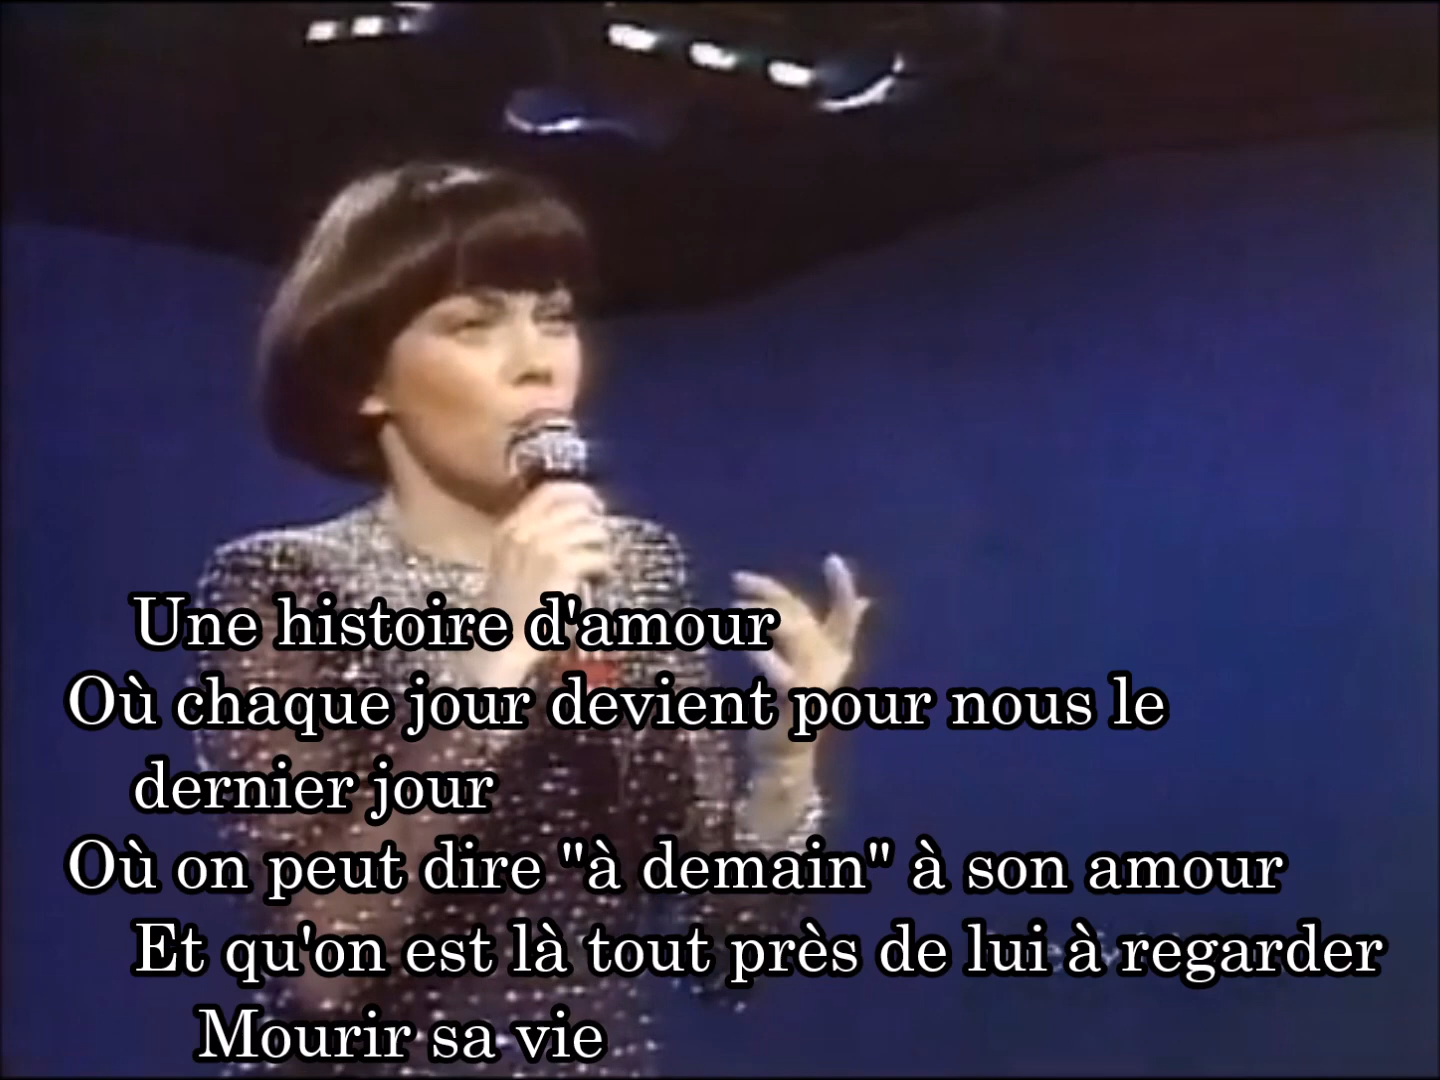 Une histoire d'amour
Où chaque jour devient pour nous le
dernier jour
Où on peut dire "à demain" à son amour
Et qu'on est là tout près de lui à regarder
Mourir sa vie